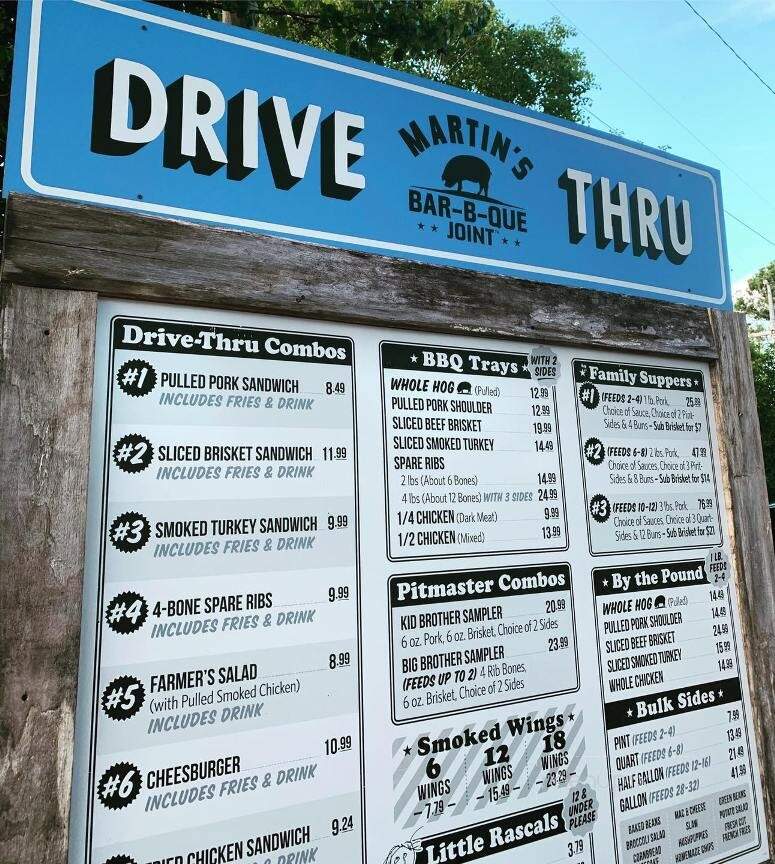 DRIVE THRU
MARTIN'S
BAR-B-QUE
JOINT
Drive-Thru Combos
#1 PULLED PORK SANDWICH 8.49
INCLUDES FRIES & DRINK
#2 SLICED BRISKET SANDWICH 11.99
INCLUDES FRIES & DRINK
#3 SMOKED TURKEY SANDWICH 9.99
INCLUDES FRIES & DRINK
#4 4-BONE SPARE RIBS 9.99
INCLUDES FRIES & DRINK
#5 FARMER'S SALAD 8.99
(with Pulled Smoked Chicken)
INCLUDES DRINK
#6 CHEESBURGER 10.99
INCLUDES FRIES & DRINK
CHICKEN SANDWICH 9.24
FRIES & DRINK
BBQ Trays
WITH 2
SIDES
WHOLE HOG (Pulled) 12.99
PULLED PORK SHOULDER 12.99
SLICED BEEF BRISKET 19.99
SLICED SMOKED TURKEY 14.49
SPARE RIBS
2 lbs (About 6 Bones) 14.99
4 lbs (About 12 Bones) WITH 3 SIDES 24.99
1/4 CHICKEN (Dark Meat) 9.99
1/2 CHICKEN (Mixed) 13.99
Pitmaster Combos
KID BROTHER SAMPLER 20.99
6 oz. Pork, 6 oz. Brisket, Choice of 2 Sides
BIG BROTHER SAMPLER 23.99
(FEEDS UP TO 2) 4 Rib Bones,
6 oz. Brisket, Choice of 2 Sides
Smoked Wings
6 12 18
WINGS WINGS WINGS
- 7.79 - - 15.49 - - 23.29 -
Little Rascals
12 &
UNDER
PLEASE
3.79
Family Suppers
#1 (FEEDS 2-4) 1 lb. Pork, 25.99
Choice of Sauce, Choice of 2 Pint-
Sides & 4 Buns - Sub Brisket for $7
#2 (FEEDS 6-8) 2 lbs. Pork, 47.99
Choice of Sauces, Choice of 3 Pint-
Sides & 8 Buns - Sub Brisket for $14
#3 (FEEDS 10-12) 3 lbs. Pork, 76.99
Choice of Sauces, Choice of 3 Quart-
Sides & 12 Buns - Sub Brisket for $21
By the Pound
1 LB.
FEEDS
2-4
WHOLE HOG (Pulled) 14.49
PULLED PORK SHOULDER 14.49
SLICED BEEF BRISKET 24.99
SLICED SMOKED TURKEY 15.99
WHOLE CHICKEN 14.99
Bulk Sides
PINT (FEEDS 2-4) 7.99
QUART (FEEDS 6-8) 13.49
HALF GALLON (FEEDS 12-16) 21.49
GALLON (FEEDS 28-32) 41.99
BAKED BEANS
BROCCOLI SALAD
CORNBREAD
MAC & CHEESE
SLAW
HUSHPUPPIES
HOMEMADE CHIPS
GREEN BEANS
POTATO SALAD
FRESH CUT
FRENCH FRIES